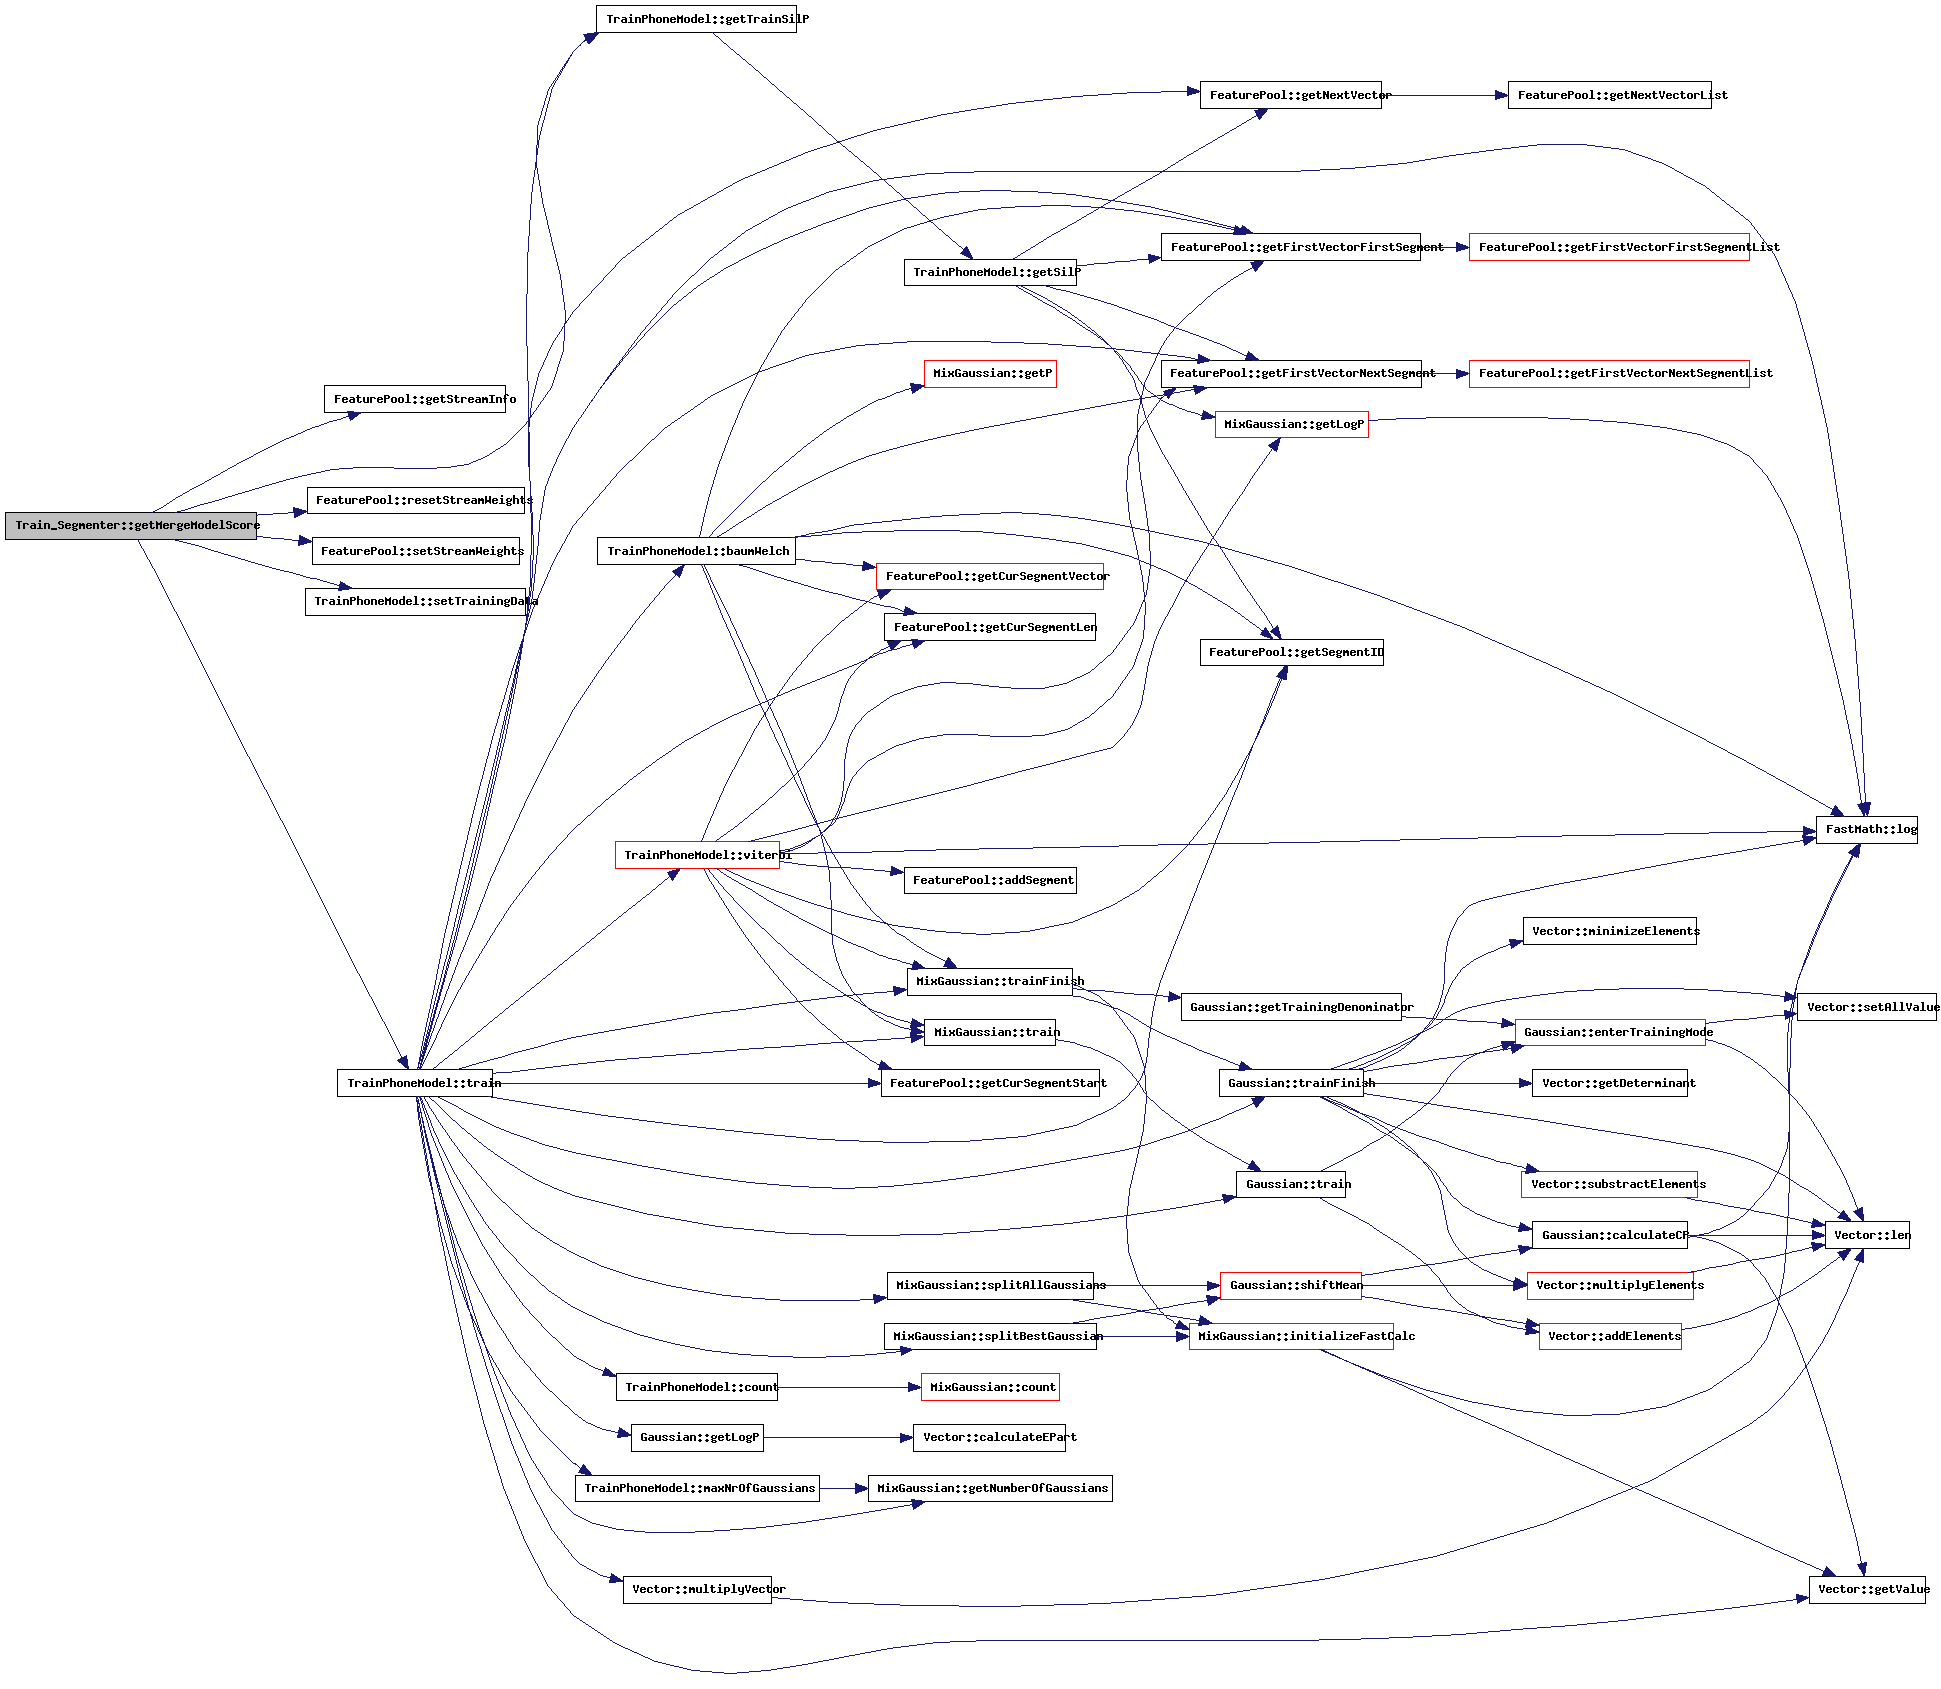 TrainPhoneModel::getTrainSilP
FeaturePool::getNextVector
FeaturePool::getNextVectorList
FeaturePool::getFirstVectorFirstSegment
FeaturePool::getFirstVectorFirstSegmentList
TrainPhoneModel::getSilP
MixGaussian::getP
FeaturePool::getFirstVectorNextSegment
FeaturePool::getFirstVectorNextSegmentList
FeaturePool::getStreamInfo
MixGaussian::getLogP
FeaturePool::resetStreamWeights
Train_Segmenter::getMergeModelScore
FeaturePool::setStreamWeights
TrainPhoneModel::baumWelch
FeaturePool::getCurSegmentVector
TrainPhoneModel::setTrainingData
FeaturePool::getCurSegmentLen
FeaturePool::getSegmentID
FastMath::log
TrainPhoneModel::viterbi
FeaturePool::addSegment
Vector::minimizeElements
MixGaussian::trainFinish
Gaussian::getTrainingDenominator
Vector::setAllValue
MixGaussian::train
Gaussian::enterTrainingMode
TrainPhoneModel::train
FeaturePool::getCurSegmentStart
Gaussian::trainFinish
Vector::getDeterminant
Gaussian::train
Vector::substractElements
Gaussian::calculateCP
Vector::len
MixGaussian::splitAllGaussians
Gaussian::shiftMean
Vector::multiplyElements
MixGaussian::splitBestGaussian
MixGaussian::initializeFastCalc
Vector::addElements
TrainPhoneModel::count
MixGaussian::count
Gaussian::getLogP
Vector::calculateEPart
TrainPhoneModel::maxNrOfGaussians
MixGaussian::getNumberOfGaussians
Vector::multiplyVector
Vector::getValue